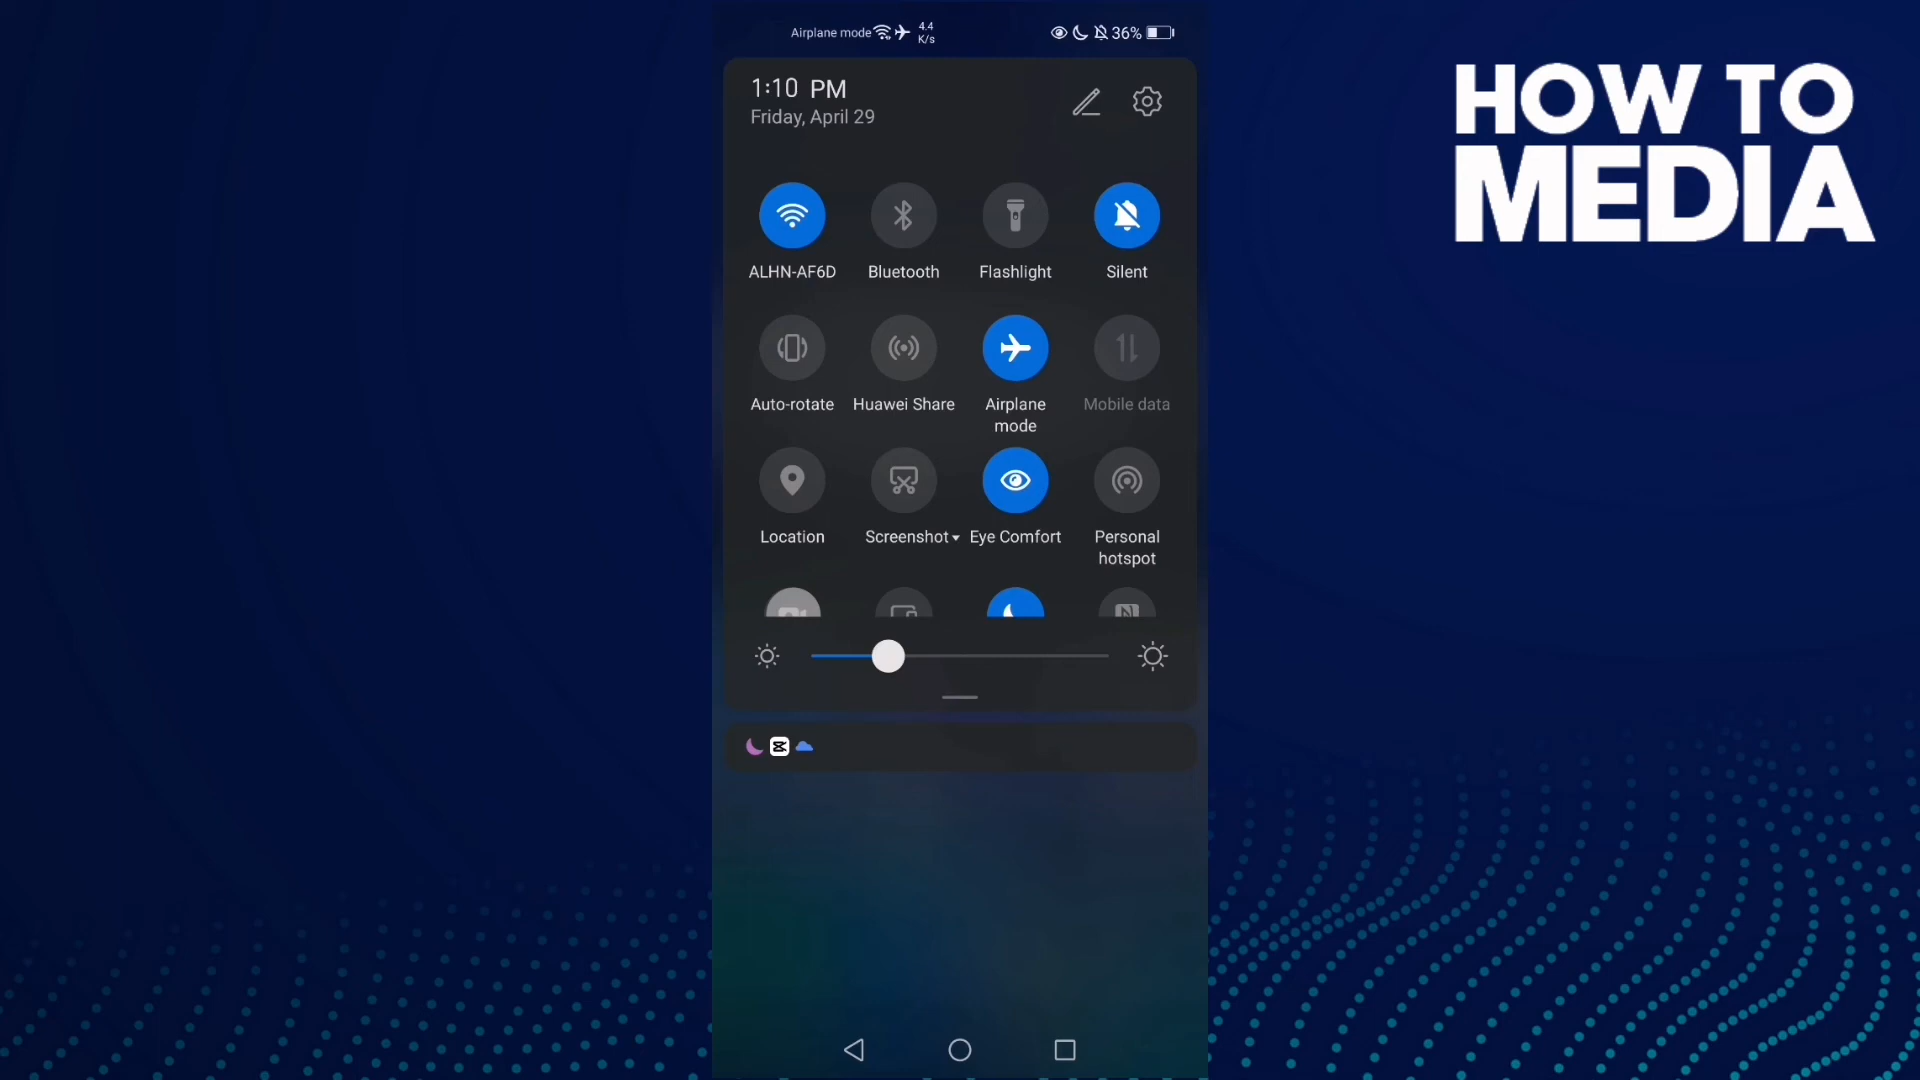 Airplane mode 4.4 K/s 36%
HOW TO
MEDIA
1:10 PM
Friday, April 29
ALHN-AF6D Bluetooth Flashlight Silent
Auto-rotate Huawei Share Airplane mode Mobile data
Location Screenshot Eye Comfort Personal hotspot